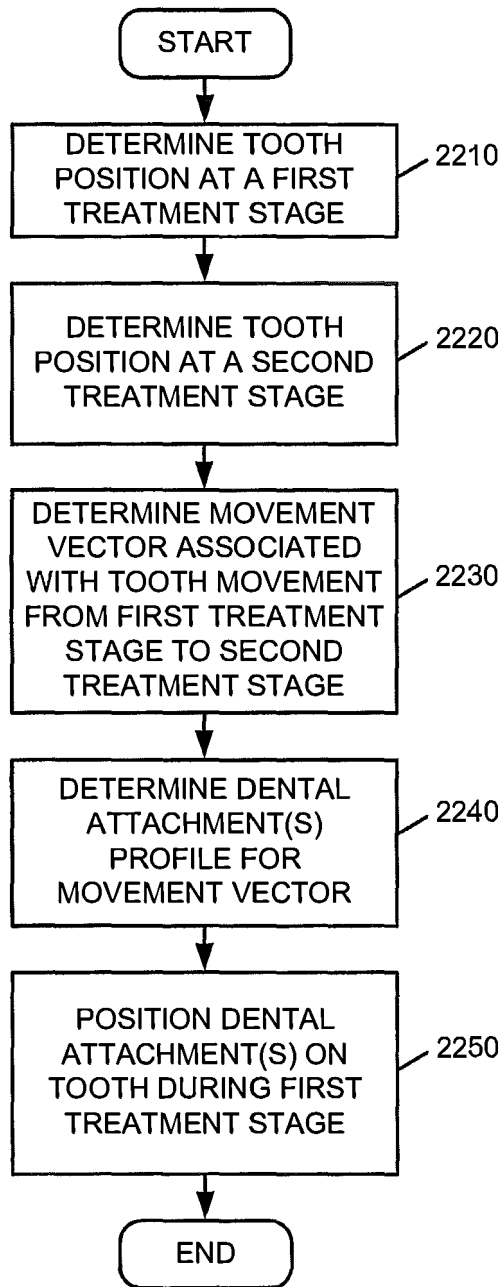 START
DETERMINE TOOTH
POSITION AT A FIRST
TREATMENT STAGE
2210
DETERMINE TOOTH
POSITION AT A SECOND
TREATMENT STAGE
2220
DETERMINE MOVEMENT
VECTOR ASSOCIATED
WITH TOOTH MOVEMENT
FROM FIRST TREATMENT
STAGE TO SECOND
TREATMENT STAGE
2230
DETERMINE DENTAL
ATTACHMENT(S)
PROFILE FOR
MOVEMENT VECTOR
2240
POSITION DENTAL
ATTACHMENT(S) ON
TOOTH DURING FIRST
TREATMENT STAGE
2250
END